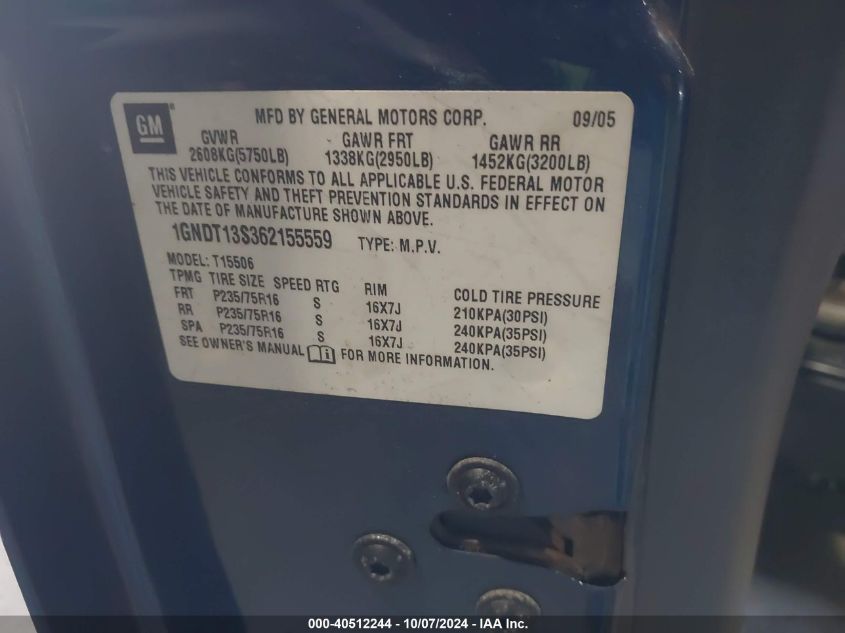 GM
MFD BY GENERAL MOTORS CORP. 09/05
GVWR GAWR FRT GAWR RR
2608KG(5750LB) 1338KG(2950LB) 1452KG(3200LB)
THIS VEHICLE CONFORMS TO ALL APPLICABLE U.S. FEDERAL MOTOR
VEHICLE SAFETY AND THEFT PREVENTION STANDARDS IN EFFECT ON
THE DATE OF MANUFACTURE SHOWN ABOVE.
1GNDT13S362155559 TYPE: M.P.V.
MODEL: T15506
TPMG TIRE SIZE SPEED RTG RIM COLD TIRE PRESSURE
FRT P235/75R16 S 16X7J 210KPA(30PSI)
RR P235/75R16 S 16X7J 240KPA(35PSI)
SPA P235/75R16 S 16X7J 240KPA(35PSI)
SEE OWNER'S MANUAL FOR MORE INFORMATION.
000-40512244 - 10/07/2024 - IAA Inc.